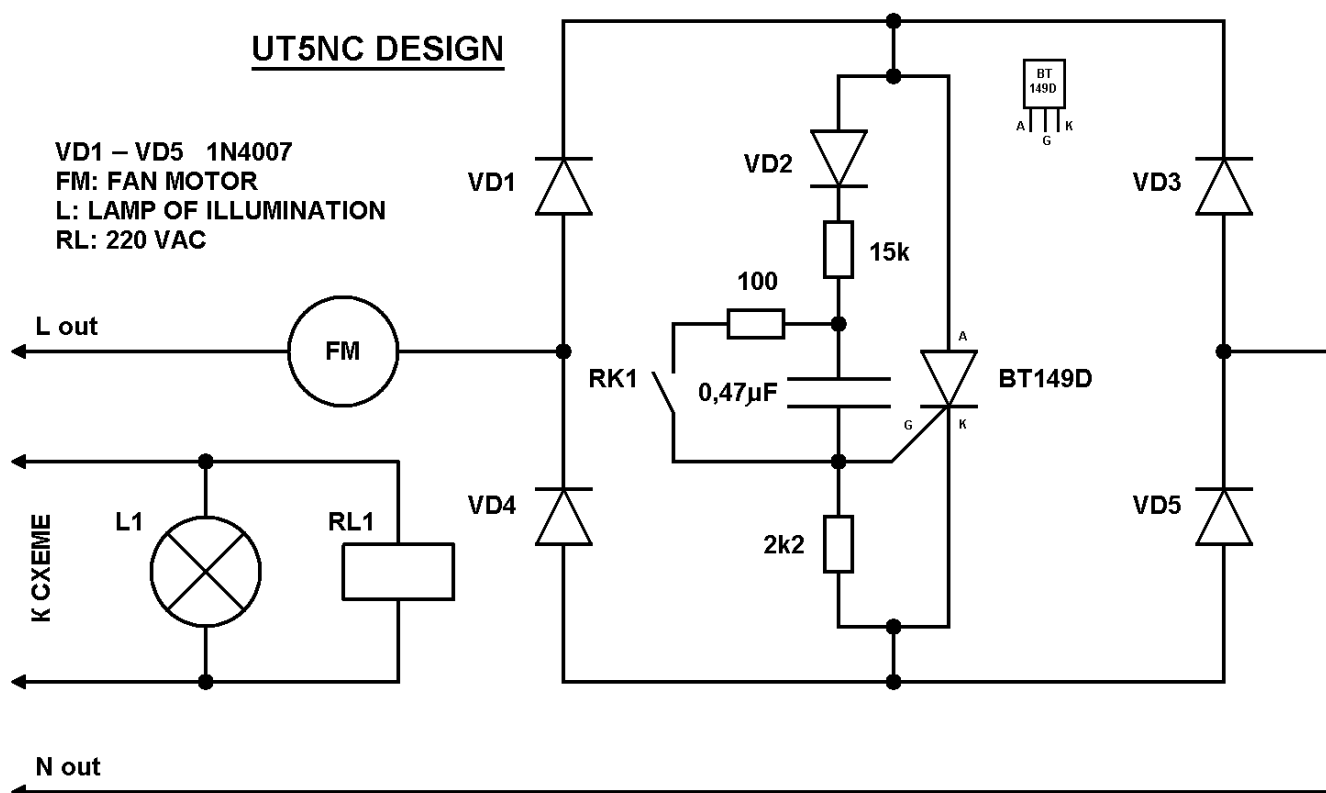 UT5NC DESIGN
BT
149D
A
K
G
VD1 – VD5 1N4007
FM: FAN MOTOR
L: LAMP OF ILLUMINATION
RL: 220 VAC
VD1
VD2
VD3
15k
100
L out
FM
A
RK1
0,47µF
BT149D
G
K
К СХЕМЕ
L1
RL1
VD4
VD5
2k2
N out